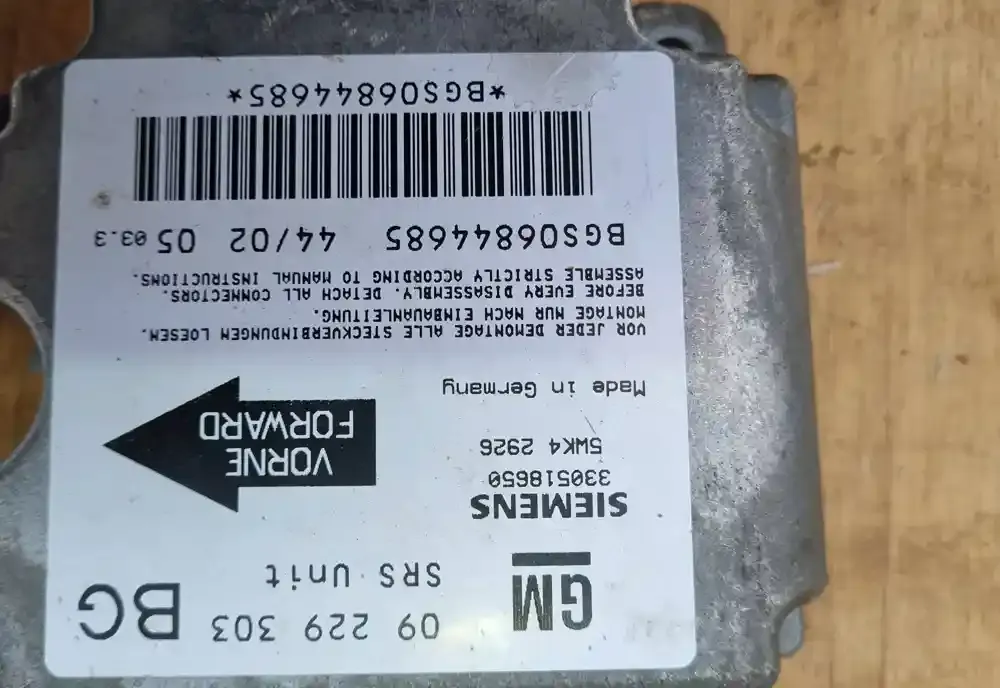 09 229 303 BG
GM
SRS Unit
SIEMENS
330518650
5WK4 2926
VORNE
FORWARD
Made in Germany
VOR JEDER DEMONTAGE ALLE STECKVERBINDUNGEN LOESEN.
MONTAGE NUR NACH EINBAUANLEITUNG.
BEFORE EVERY DISASSEMBLY. DETACH ALL CONNECTORS.
ASSEMBLE STRICTLY ACCORDING TO MANUAL INSTRUCTIONS.
BGS06844685 44/02 05 03.3
*BGS06844685*